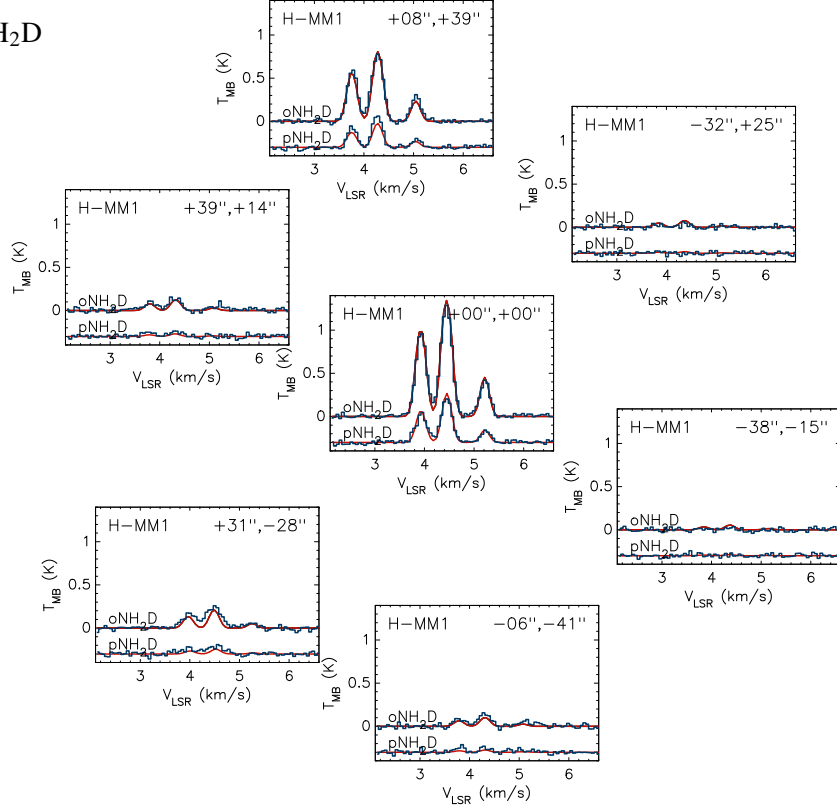 H₂D
H−MM1 +08",+39"
1
0.5
0
T_MB (K)
oNH₂D
pNH₂D
3 4 5 6
V_LSR (km/s)
H−MM1 −32",+25"
1
0.5
0
T_MB (K)
oNH₂D
pNH₂D
3 4 5 6
V_LSR (km/s)
H−MM1 +39",+14"
1
0.5
0
T_MB (K)
oNH₂D
pNH₂D
3 4 5 6
V_LSR (km/s)
H−MM1 +00",+00"
1
0.5
0
T_MB (K)
oNH₂D
pNH₂D
3 4 5 6
V_LSR (km/s)
H−MM1 −38",−15"
1
0.5
0
T_MB (K)
oNH₂D
pNH₂D
3 4 5 6
V_LSR (km/s)
H−MM1 +31",−28"
1
0.5
0
T_MB (K)
oNH₂D
pNH₂D
3 4 5 6
V_LSR (km/s)
H−MM1 −06",−41"
1
0.5
0
T_MB (K)
oNH₂D
pNH₂D
3 4 5 6
V_LSR (km/s)